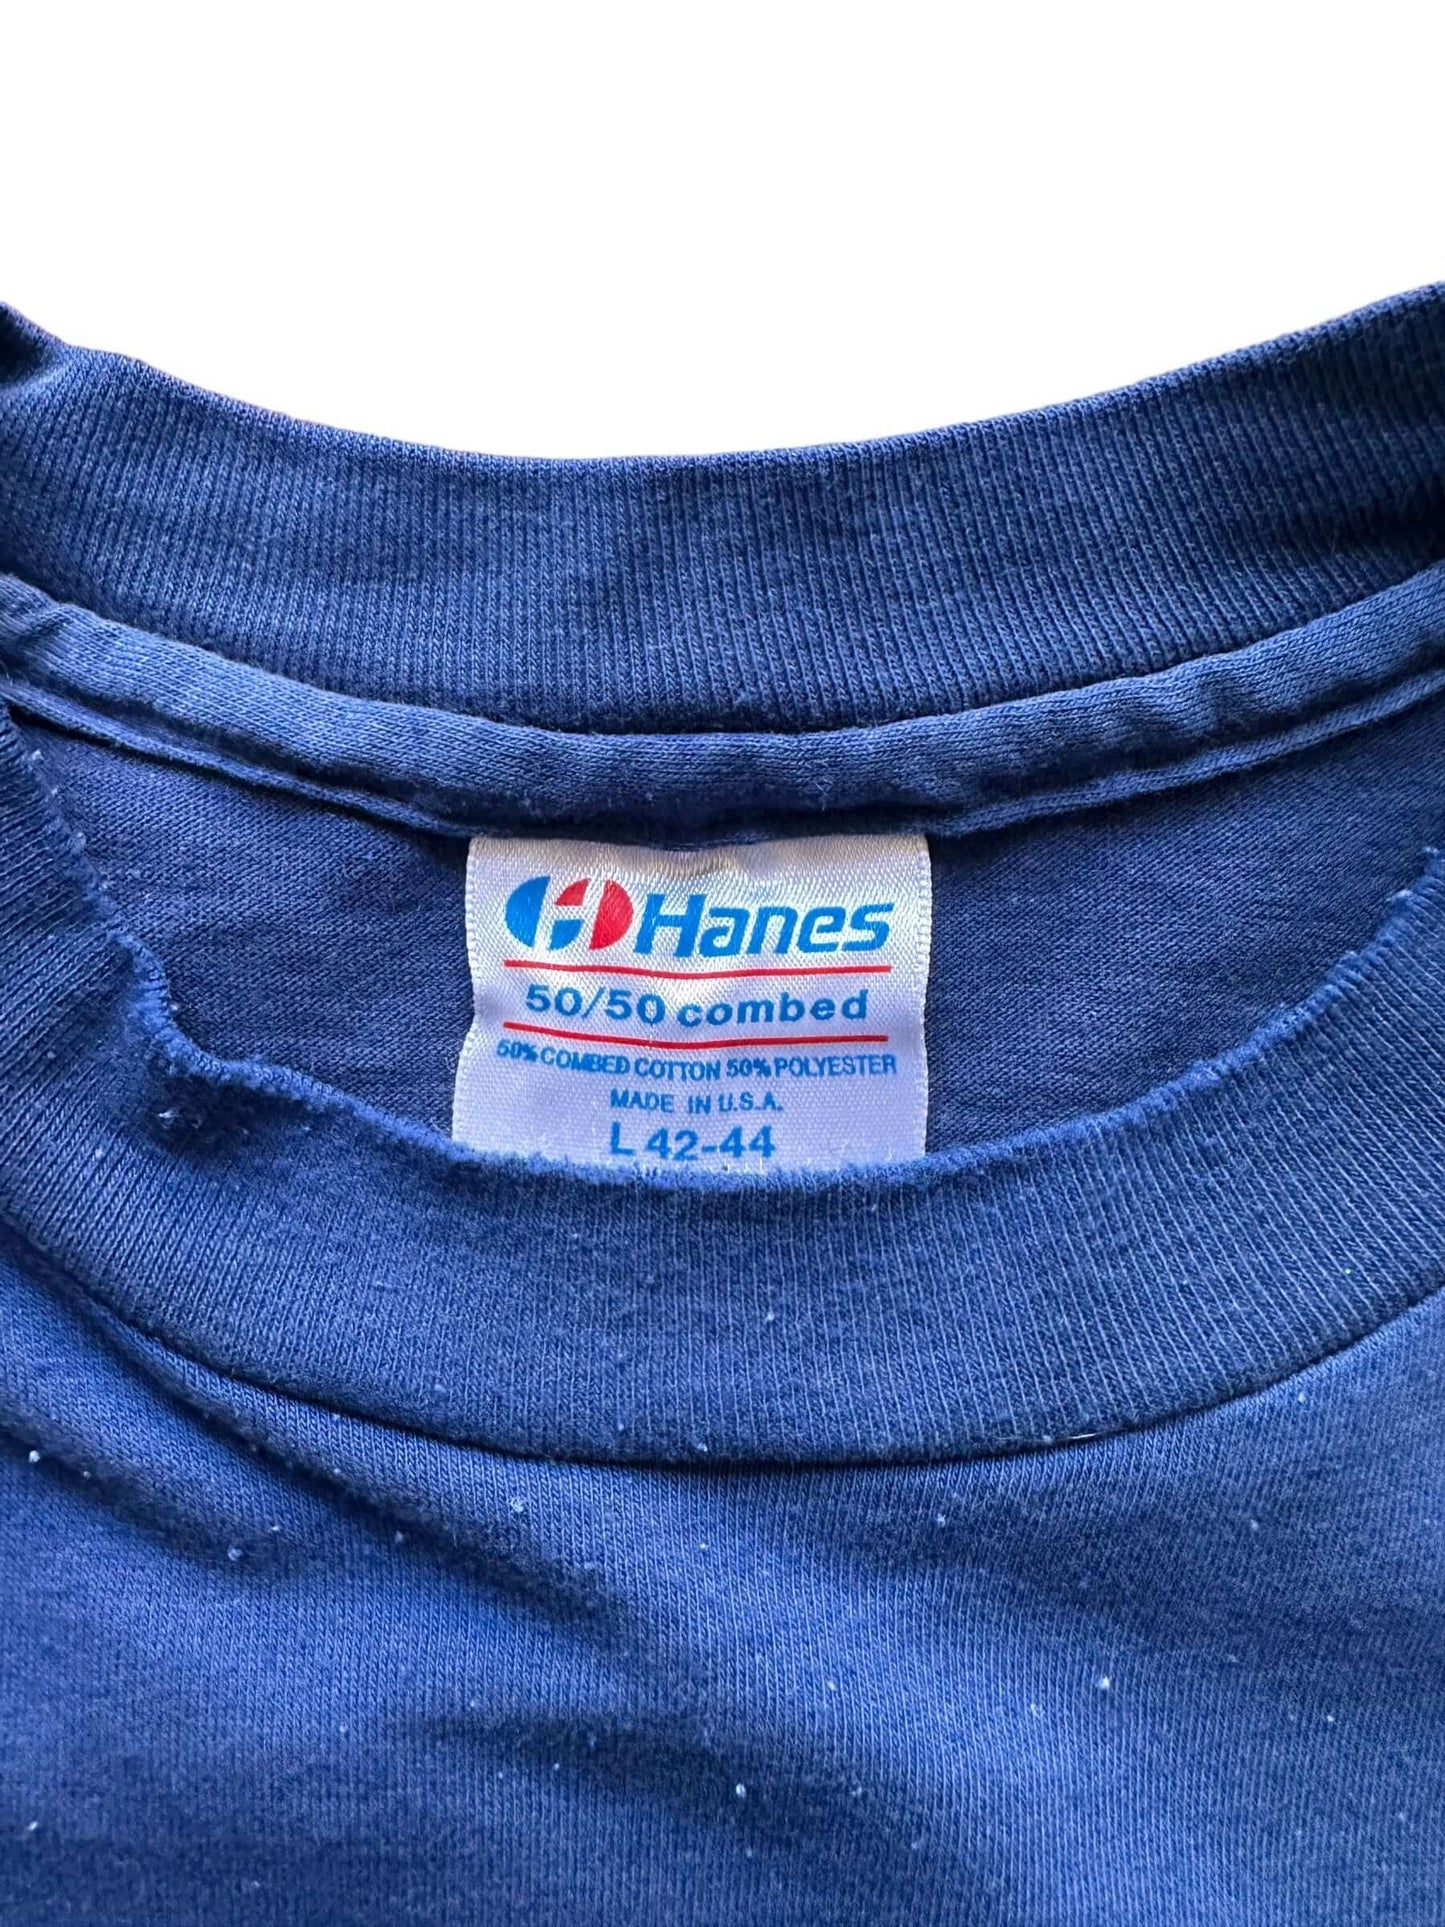 Hanes
50/50 combed
50% COMBED COTTON 50% POLYESTER
MADE IN U.S.A.
L 42-44